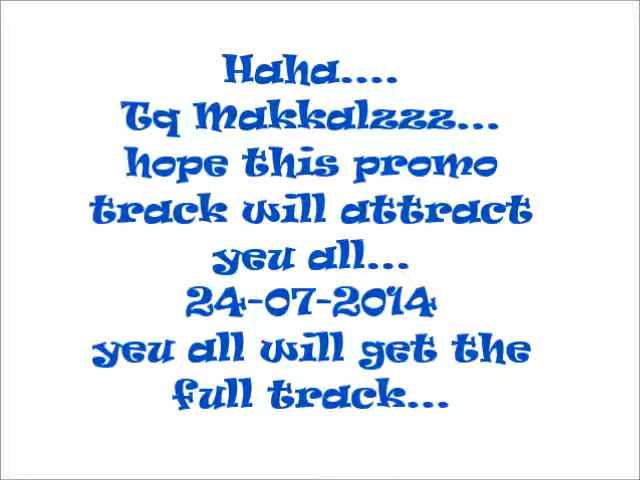 Haha....
Tq Makkalzzz...
hope this promo
track will attract
yeu all...
24-07-2014
yeu all will get the
full track...